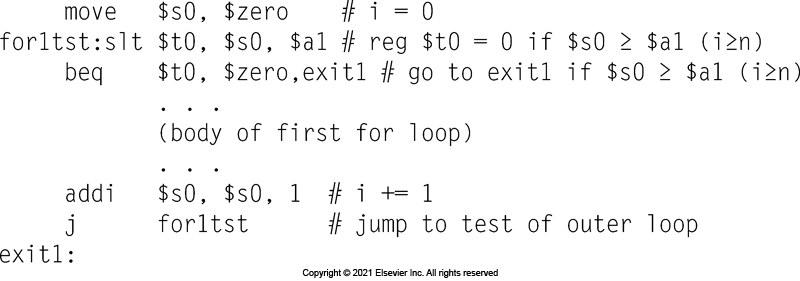 move $s0, $zero # i = 0
for1tst:slt $t0, $s0, $a1 # reg $t0 = 0 if $s0 ≥ $a1 (i≥n)
beq $t0, $zero,exit1 # go to exit1 if $s0 ≥ $a1 (i≥n)
. . .
(body of first for loop)
. . .
addi $s0, $s0, 1 # i += 1
j for1tst # jump to test of outer loop
exit1:
Copyright © 2021 Elsevier Inc. All rights reserved